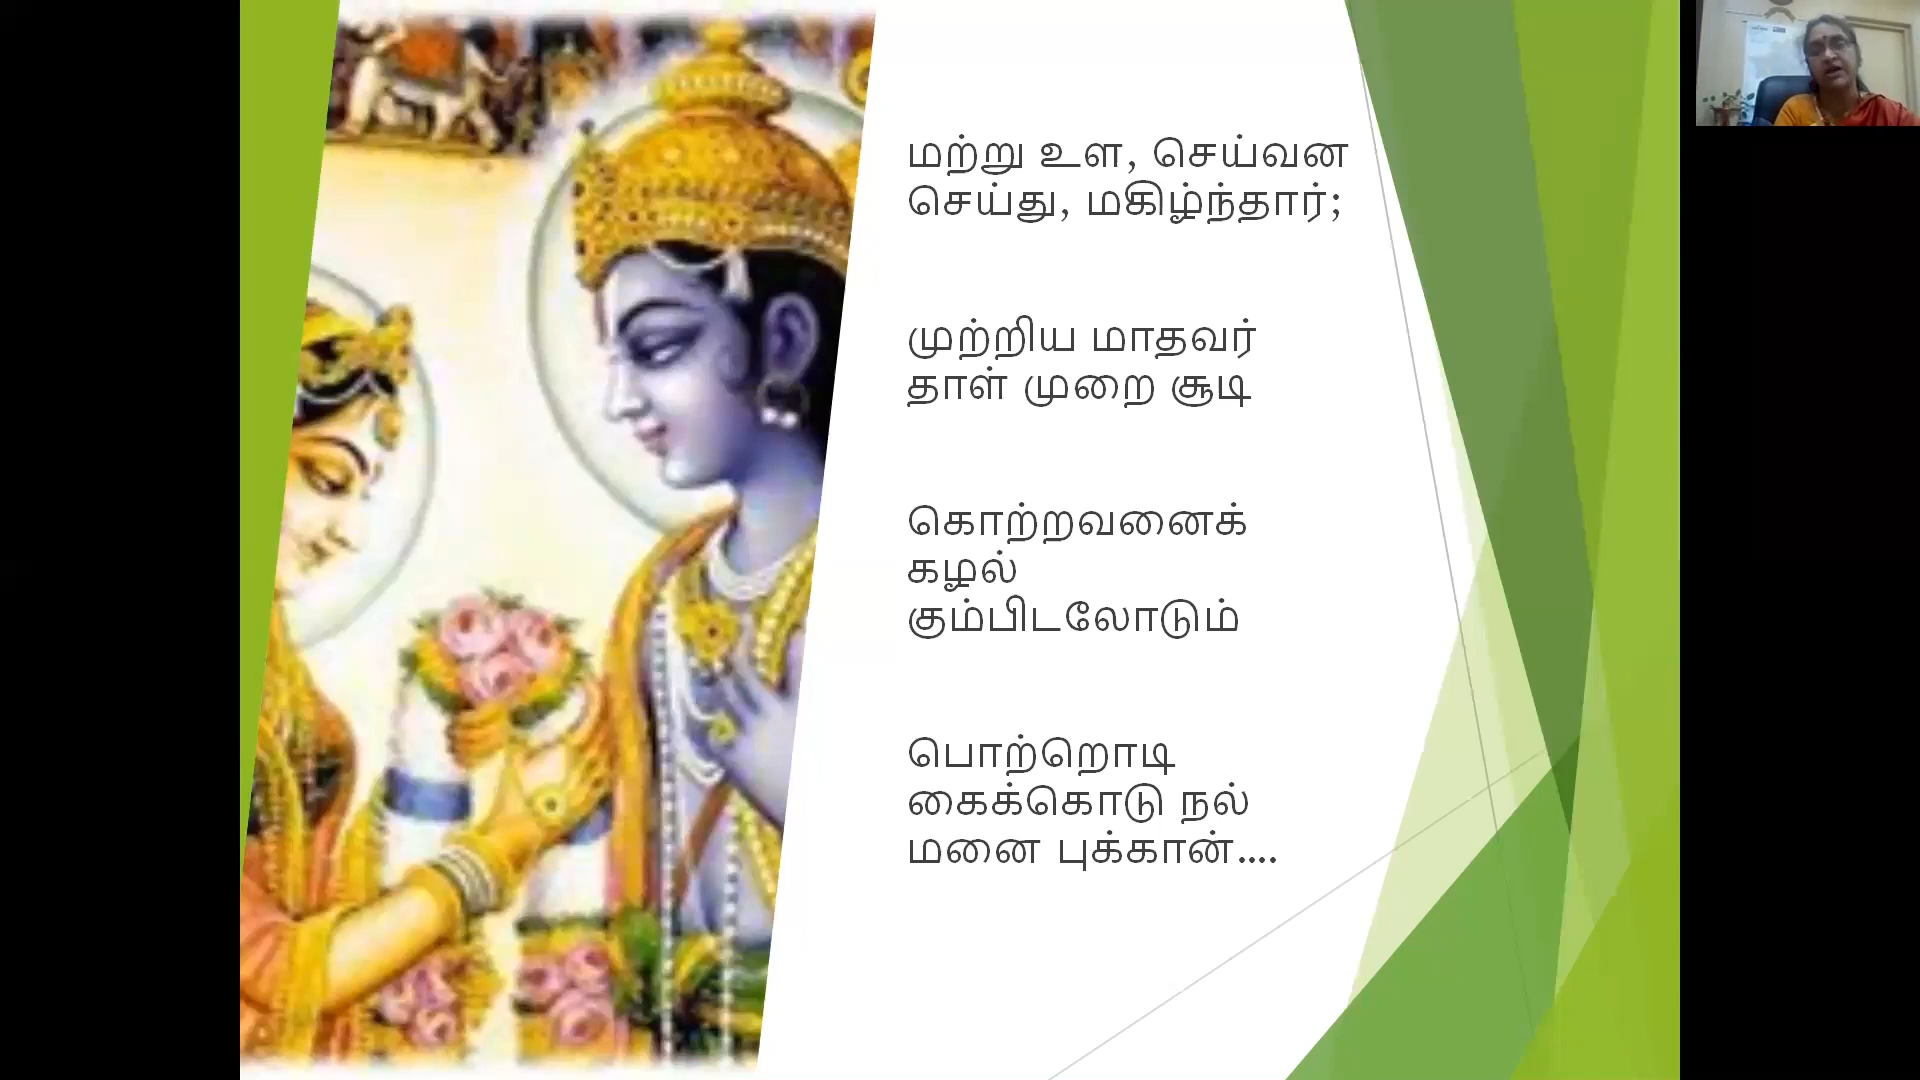 மற்று உள, செய்வன
செய்து, மகிழ்ந்தார்;
முற்றிய மாதவர்
தாள் முறை சூடி
கொற்றவனைக்
கழல்
கும்பிடலோடும்
பொற்றொடி
கைக்கொடு நல்
மனை புக்கான்....